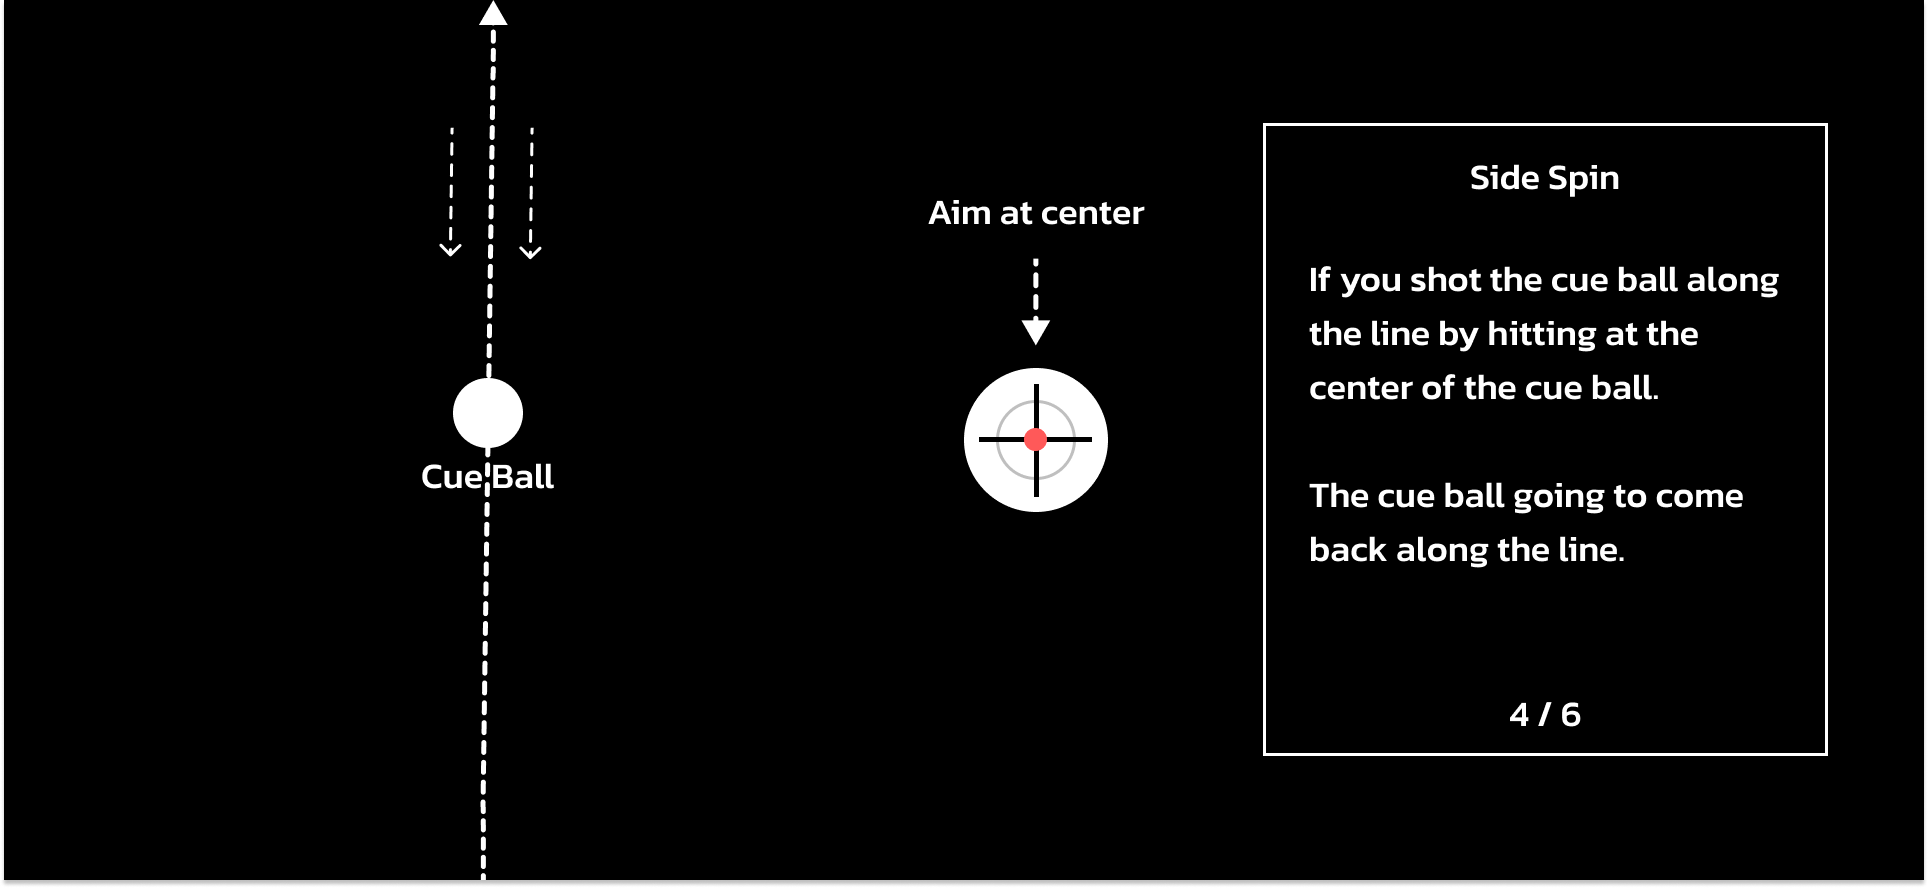 Cue Ball
Aim at center
Side Spin
If you shot the cue ball along
the line by hitting at the
center of the cue ball.
The cue ball going to come
back along the line.
4 / 6